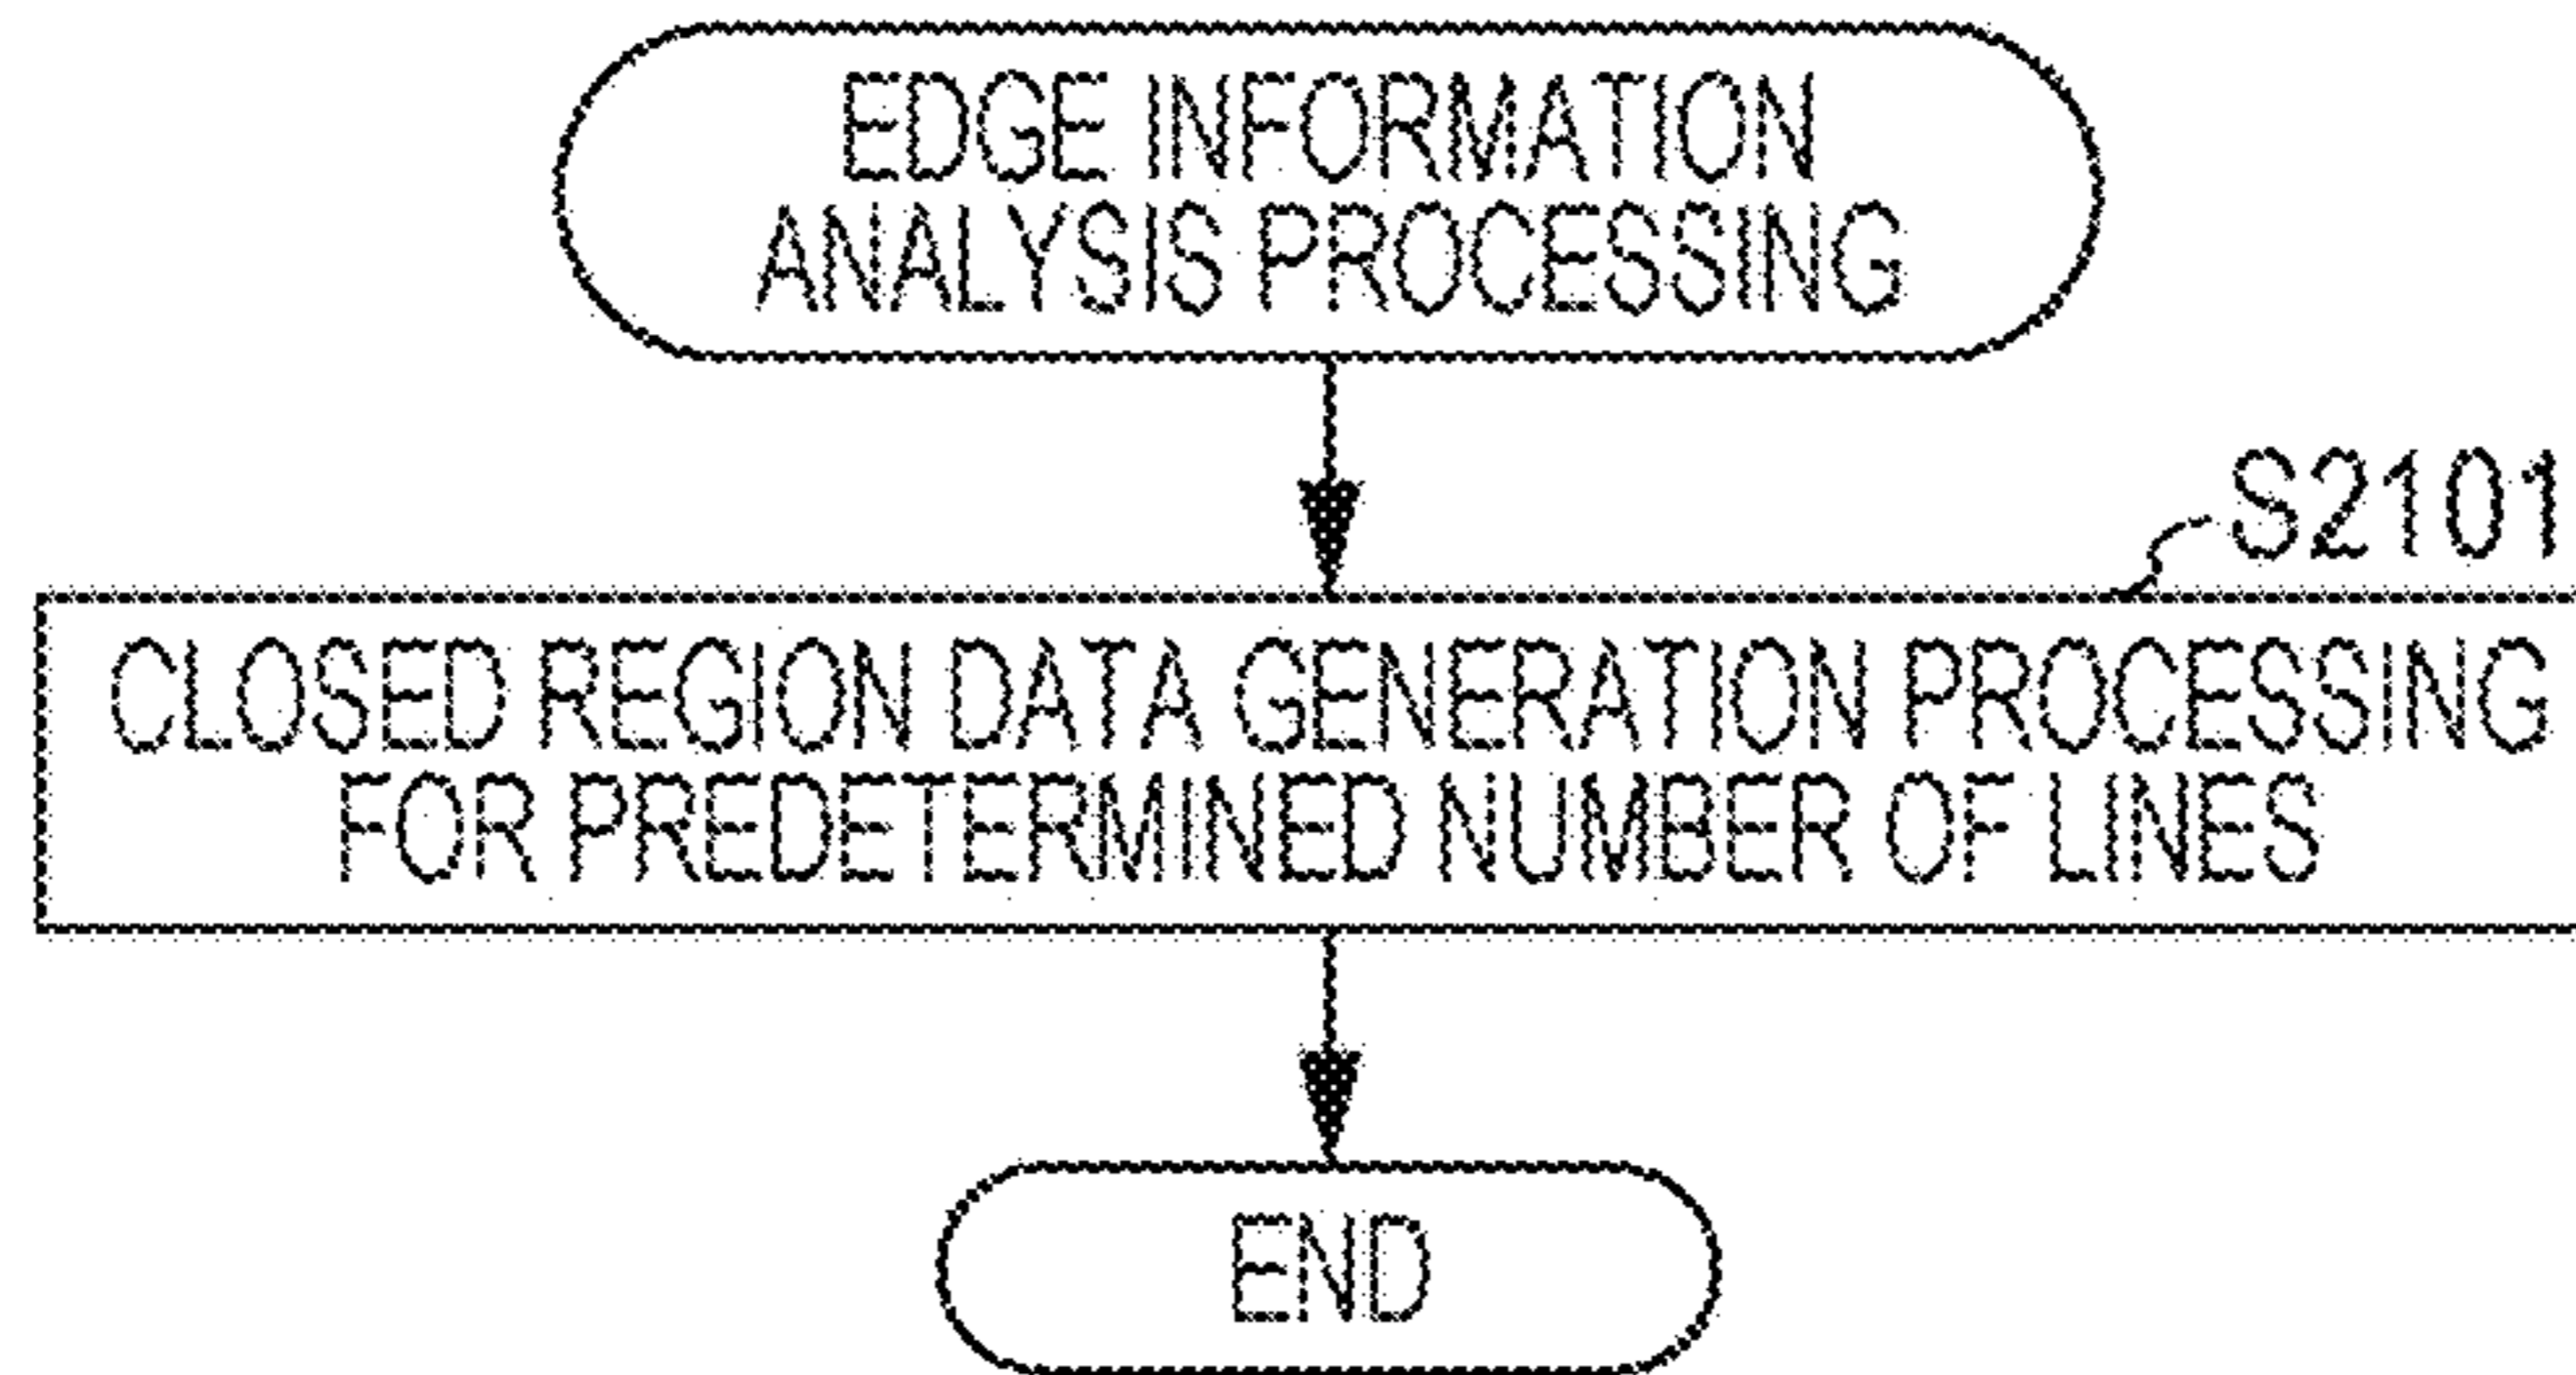 EDGE INFORMATION
ANALYSIS PROCESSING
S2101
CLOSED REGION DATA GENERATION PROCESSING
FOR PREDETERMINED NUMBER OF LINES
END